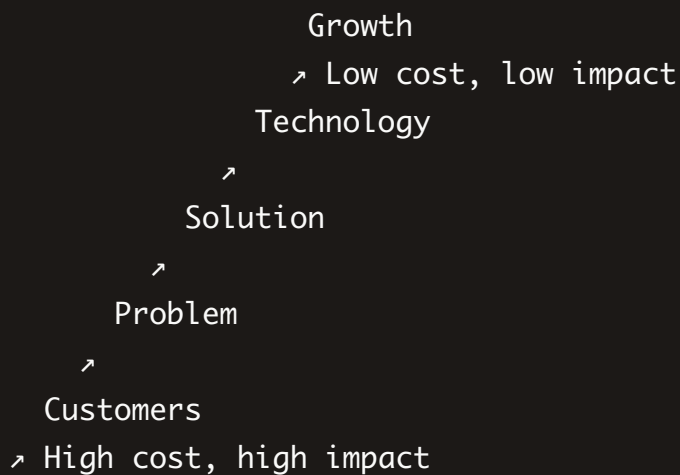 Growth
↗ Low cost, low impact
Technology
↗
Solution
↗
Problem
↗
Customers
↗ High cost, high impact